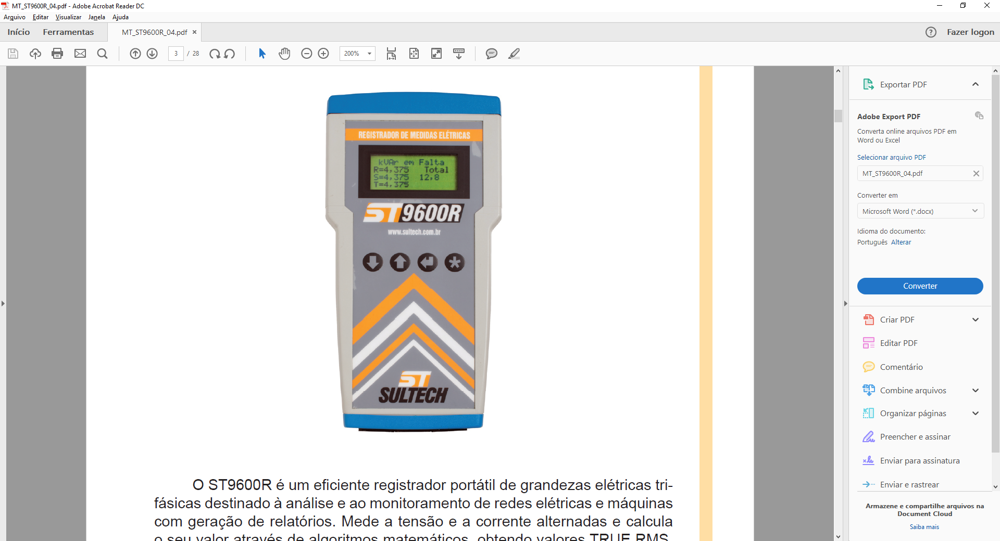 MT_ST9600R_04.pdf - Adobe Acrobat Reader DC
Arquivo Editar Visualizar Janela Ajuda
Início Ferramentas MT_ST9600R_04.pdf × ? Fazer logon
3 / 28 200%
REGISTRADOR DE MEDIDAS ELÉTRICAS
kVAr em Falta
R=4,375 Total
S=4,375 12,8
T=4,375
ST9600R
www.sultech.com.br
ST
SULTECH
O ST9600R é um eficiente registrador portátil de grandezas elétricas tri-
fásicas destinado à análise e ao monitoramento de redes elétricas e máquinas
com geração de relatórios. Mede a tensão e a corrente alternadas e calcula
o seu valor através de algoritmos matemáticos, obtendo valores TRUE RMS.
Exportar PDF
Adobe Export PDF
Converta online arquivos PDF em
Word ou Excel
Selecionar arquivo PDF
MT_ST9600R_04.pdf
Converter em
Microsoft Word (*.docx)
Idioma do documento:
Português Alterar
Converter
Criar PDF
Editar PDF
Comentário
Combine arquivos
Organizar páginas
Preencher e assinar
Enviar para assinatura
Enviar e rastrear
Armazene e compartilhe arquivos na
Document Cloud
Saiba mais